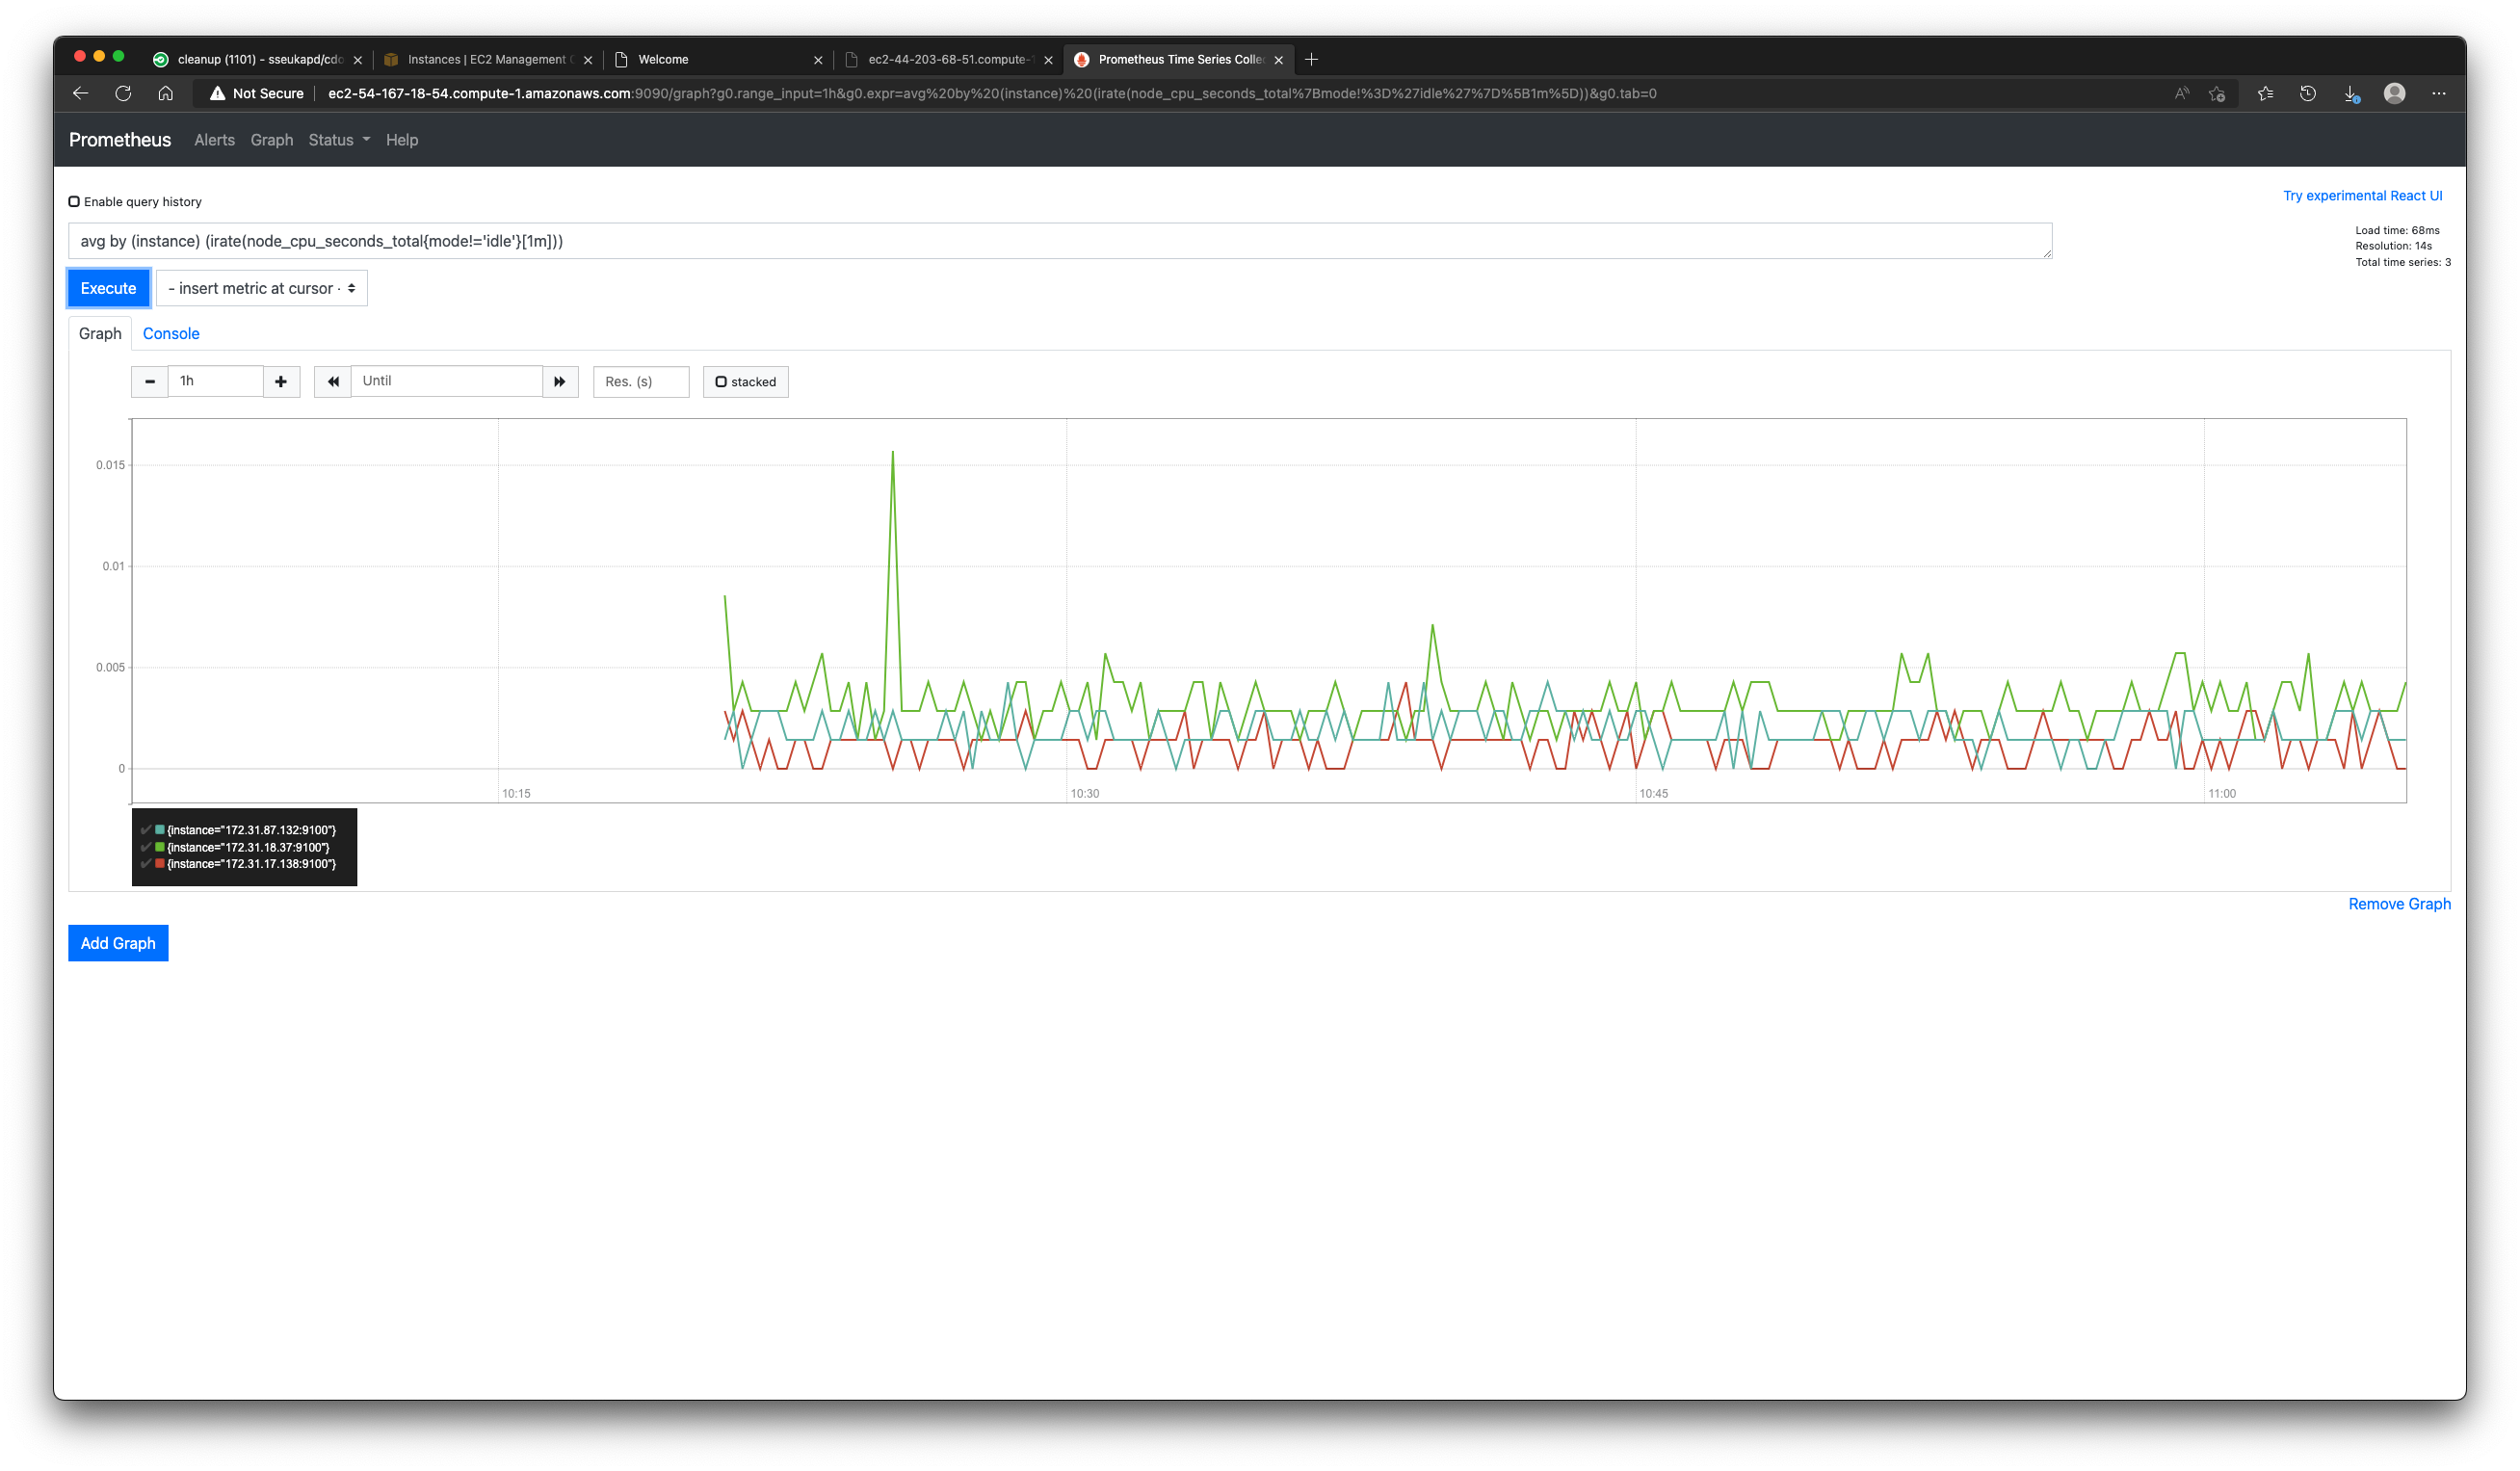 cleanup (1101) - sseukapd/cdo
Instances | EC2 Management C
Welcome
ec2-44-203-68-51.compute-1
Prometheus Time Series Collec
Not Secure
ec2-54-167-18-54.compute-1.amazonaws.com:9090/graph?g0.range_input=1h&g0.expr=avg%20by%20(instance)%20(irate(node_cpu_seconds_total%7Bmode!%3D%27idle%27%7D%5B1m%5D))&g0.tab=0
Prometheus Alerts Graph Status Help
Enable query history
Try experimental React UI
avg by (instance) (irate(node_cpu_seconds_total{mode!='idle'}[1m]))
Load time: 68ms
Resolution: 14s
Total time series: 3
Execute
- insert metric at cursor -
Graph Console
1h
Until
Res. (s)
stacked
0.015
0.01
0.005
0
10:15
10:30
10:45
11:00
{instance="172.31.87.132:9100"}
{instance="172.31.18.37:9100"}
{instance="172.31.17.138:9100"}
Remove Graph
Add Graph